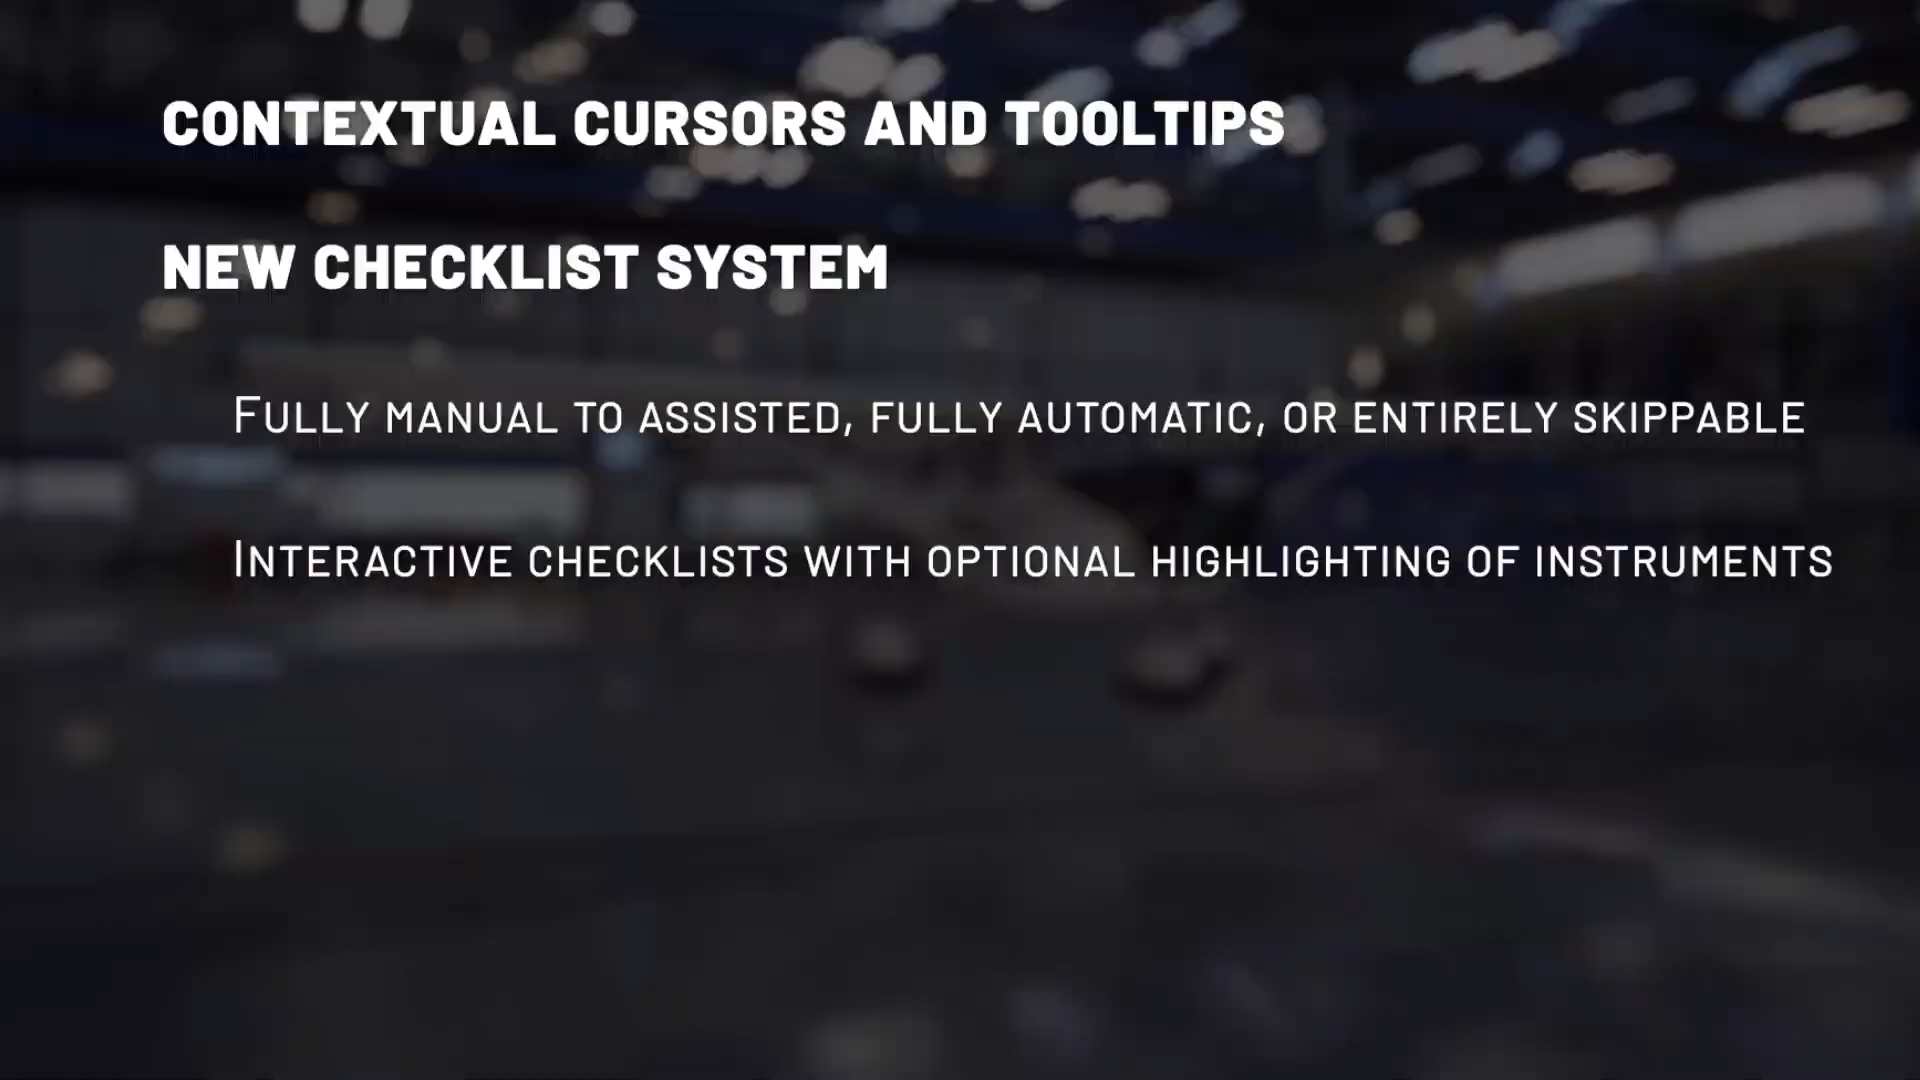 CONTEXTUAL CURSORS AND TOOLTIPS
NEW CHECKLIST SYSTEM
FULLY MANUAL TO ASSISTED, FULLY AUTOMATIC, OR ENTIRELY SKIPPABLE
INTERACTIVE CHECKLISTS WITH OPTIONAL HIGHLIGHTING OF INSTRUMENTS